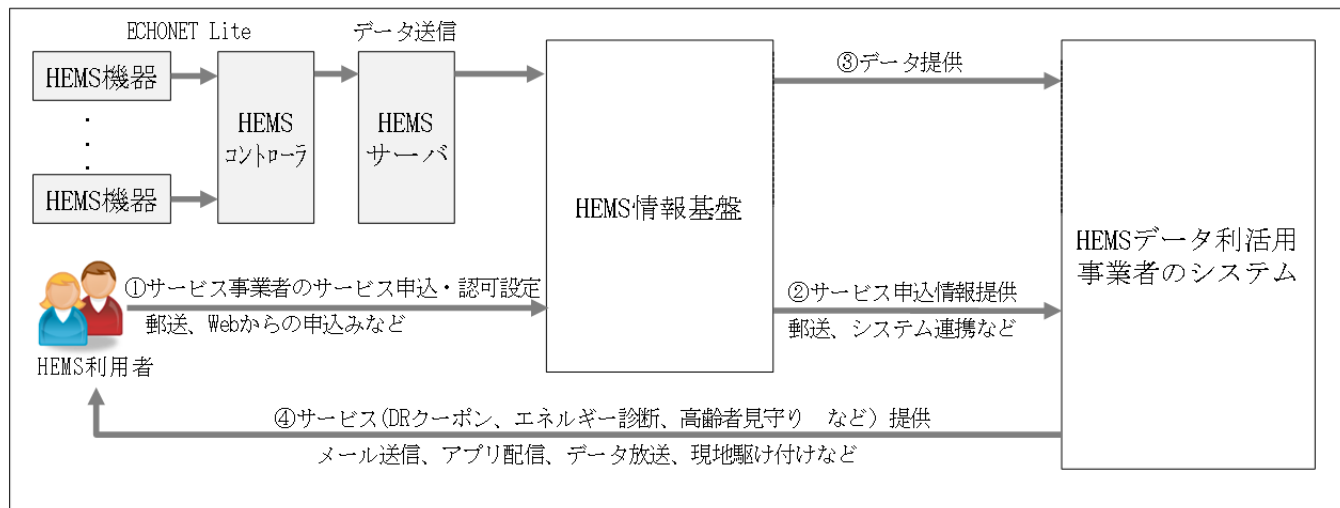 ECHONET Lite
データ送信
HEMS機器
・
・
・
HEMS機器
HEMS
コントローラ
HEMS
サーバ
HEMS情報基盤
③データ提供
HEMSデータ利活用
事業者のシステム
①サービス事業者のサービス申込・認可設定
郵送、Webからの申込みなど
HEMS利用者
②サービス申込情報提供
郵送、システム連携など
④サービス(DRクーポン、エネルギー診断、高齢者見守り　など）提供
メール送信、アプリ配信、データ放送、現地駆け付けなど